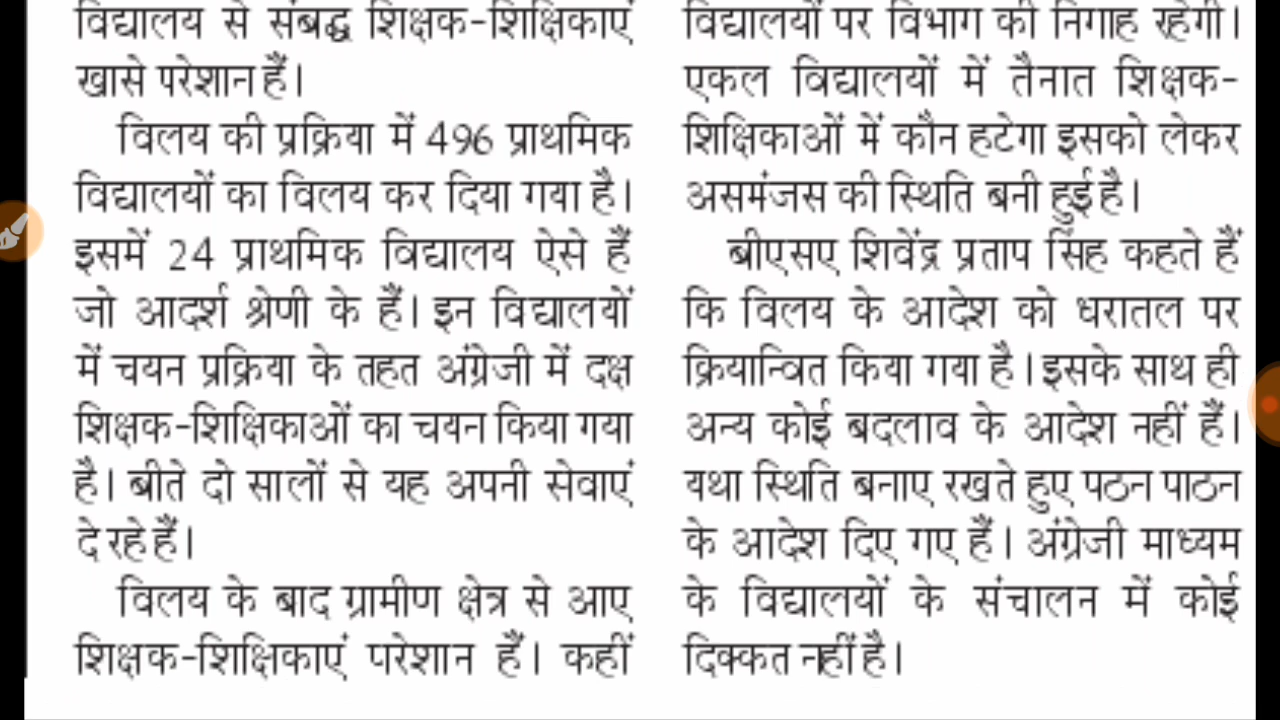 विद्यालय से संबद्ध शिक्षक-शिक्षिकाएं
खासे परेशान हैं।
विलय की प्रक्रिया में 496 प्राथमिक
विद्यालयों का विलय कर दिया गया है।
इसमें 24 प्राथमिक विद्यालय ऐसे हैं
जो आदर्श श्रेणी के हैं। इन विद्यालयों
में चयन प्रक्रिया के तहत अंग्रेजी में दक्ष
शिक्षक-शिक्षिकाओं का चयन किया गया
है। बीते दो सालों से यह अपनी सेवाएं
दे रहे हैं।
विलय के बाद ग्रामीण क्षेत्र से आए
शिक्षक-शिक्षिकाएं परेशान हैं। कहीं
विद्यालयों पर विभाग की निगाह रहेगी।
एकल विद्यालयों में तैनात शिक्षक-
शिक्षिकाओं में कौन हटेगा इसको लेकर
असमंजस की स्थिति बनी हुई है।
बीएसए शिवेंद्र प्रताप सिंह कहते हैं
कि विलय के आदेश को धरातल पर
क्रियान्वित किया गया है। इसके साथ ही
अन्य कोई बदलाव के आदेश नहीं हैं।
यथा स्थिति बनाए रखते हुए पठन पाठन
के आदेश दिए गए हैं। अंग्रेजी माध्यम
के विद्यालयों के संचालन में कोई
दिक्कत नहीं है।